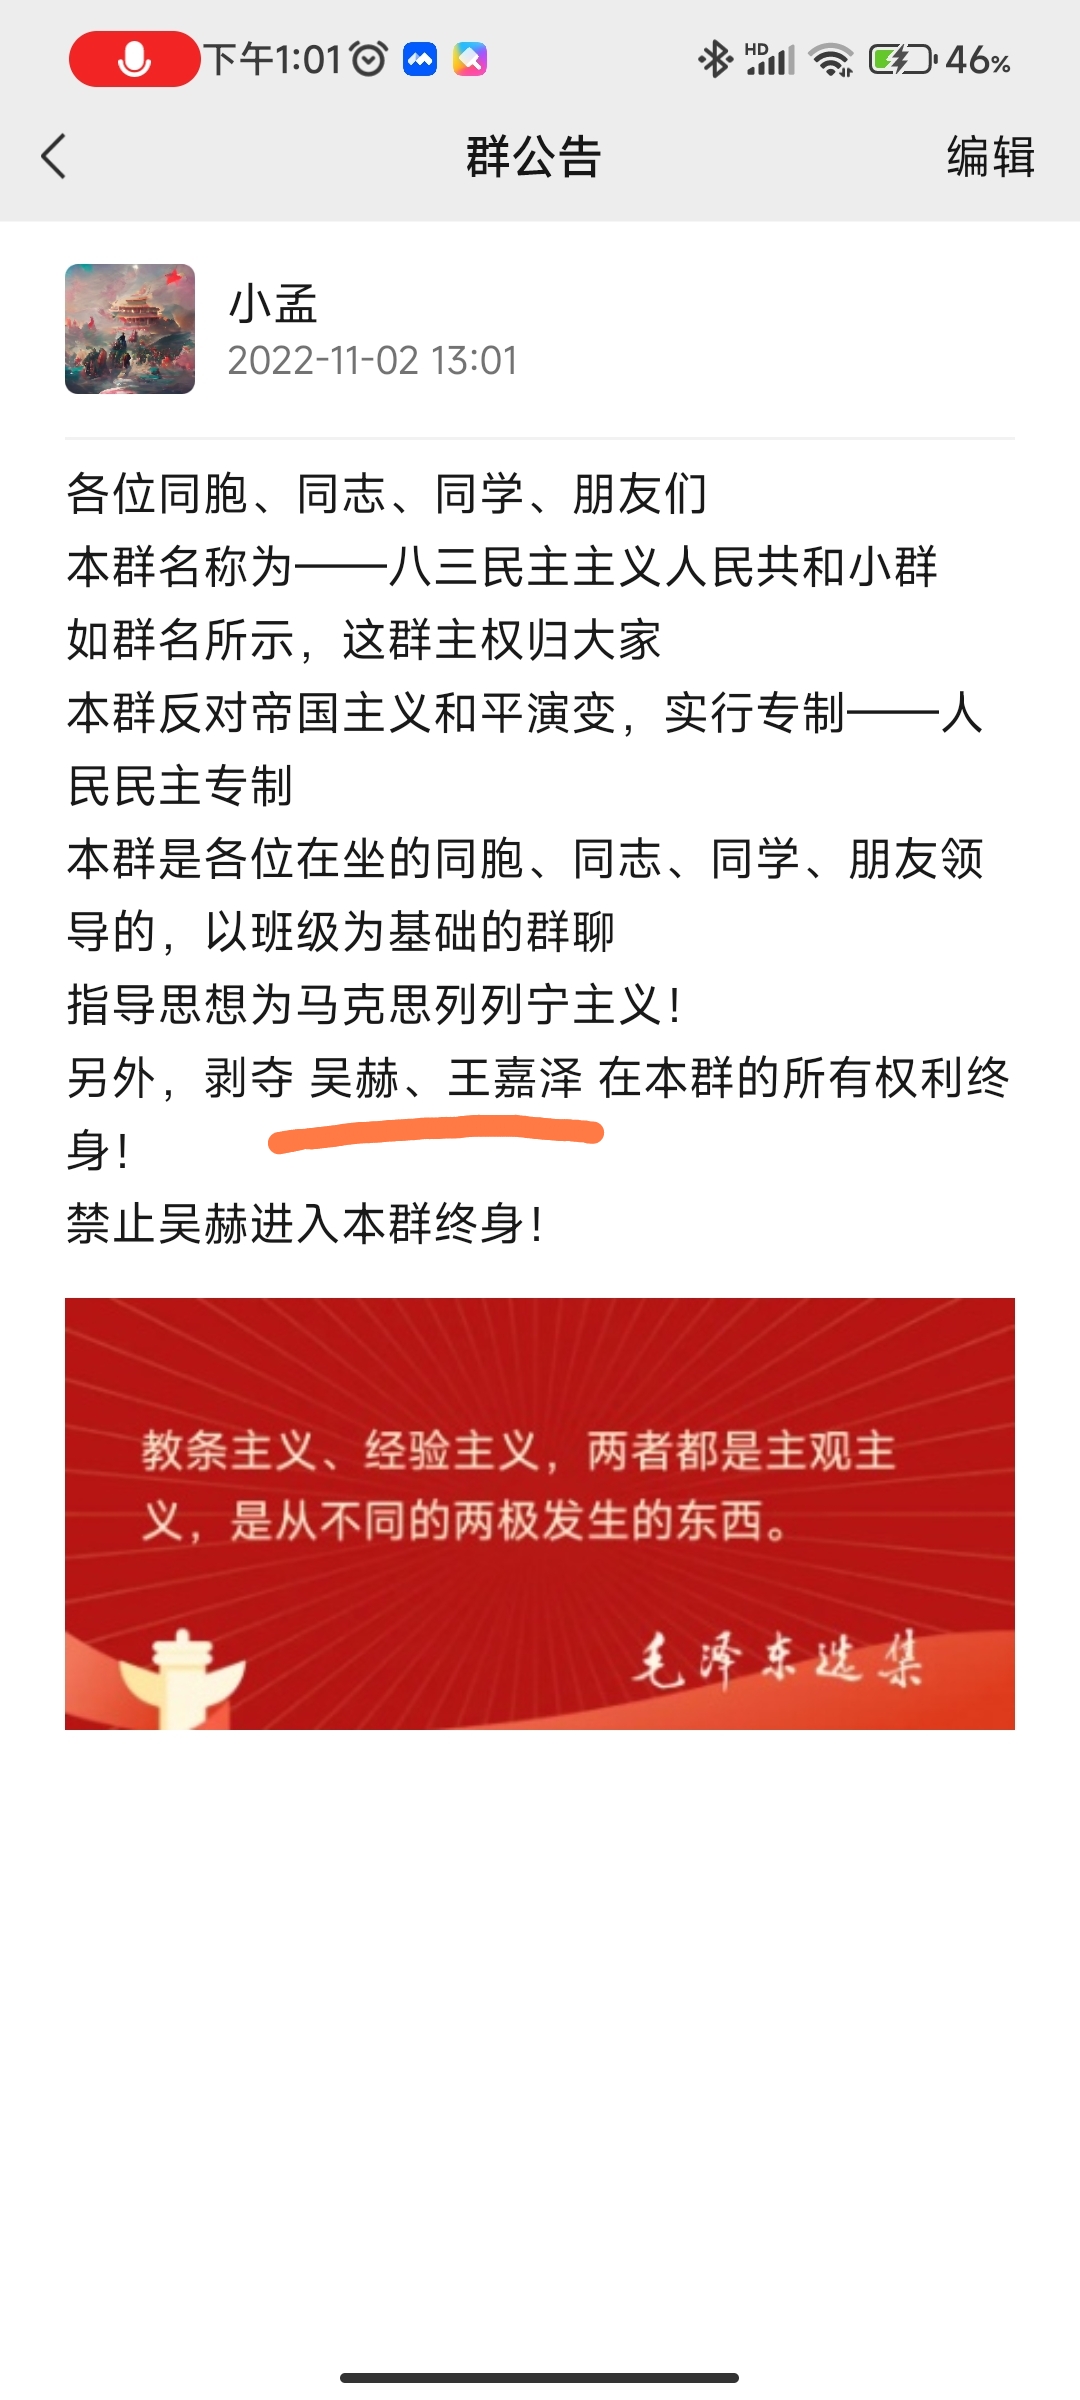 下午1:01
HD
46%
群公告
编辑
小孟
2022-11-02 13:01
各位同胞、同志、同学、朋友们
本群名称为——八三民主主义人民共和小群
如群名所示，这群主权归大家
本群反对帝国主义和平演变，实行专制——人
民民主专制
本群是各位在坐的同胞、同志、同学、朋友领
导的，以班级为基础的群聊
指导思想为马克思列列宁主义！
另外，剥夺 吴赫、王嘉泽 在本群的所有权利终
身！
禁止吴赫进入本群终身！
教条主义、经验主义，两者都是主观主
义，是从不同的两极发生的东西。
毛泽东选集